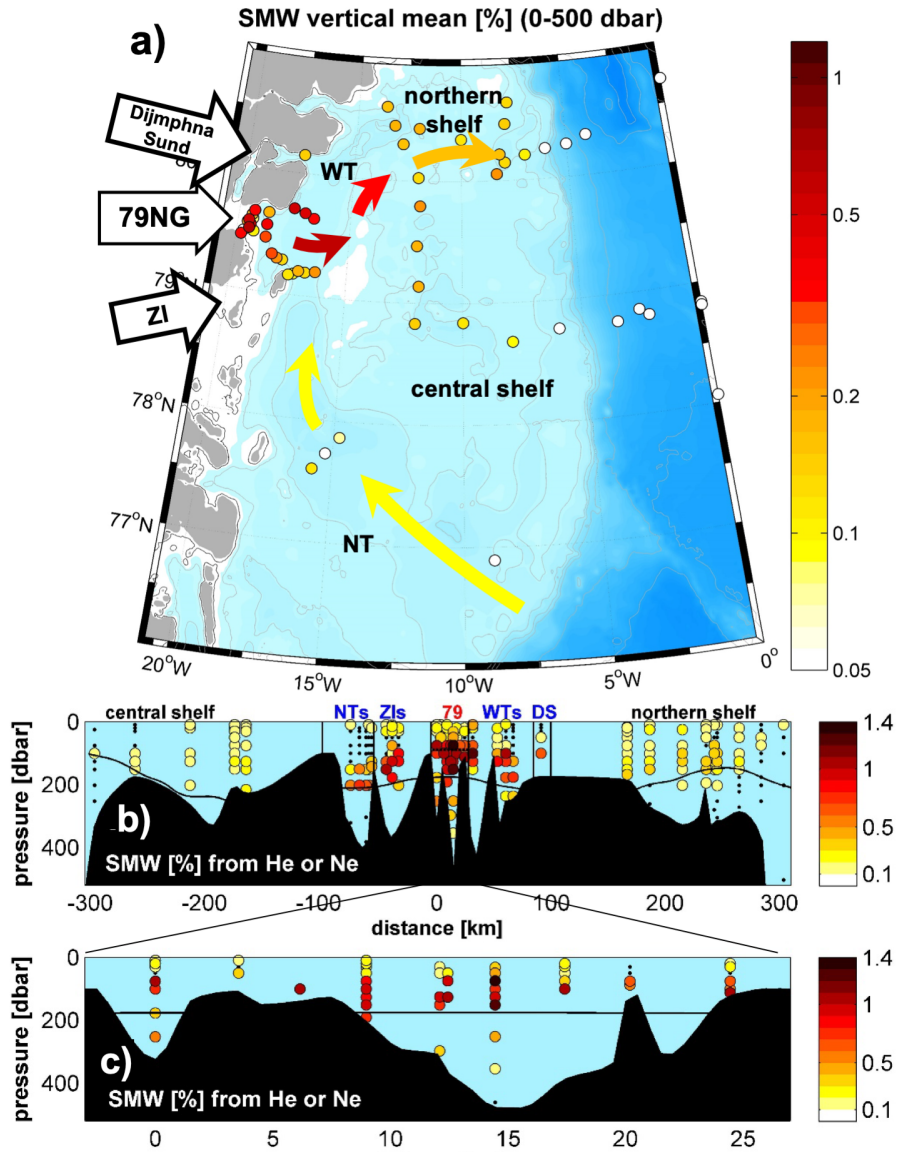 SMW vertical mean [%] (0-500 dbar)
a)
northern
shelf
Dijmphna
Sund
WT
79NG
ZI
central shelf
NT
79°N
78°N
77°N
20°W
15°W
10°W
5°W
0°
1
0.5
0.2
0.1
0.05
central shelf
NTs
ZIs
79
WTs
DS
northern shelf
0
200
400
pressure [dbar]
b)
SMW [%] from He or Ne
-300
-200
-100
0
100
200
300
distance [km]
1.4
1
0.5
0.1
0
200
400
pressure [dbar]
c)
SMW [%] from He or Ne
0
5
10
15
20
25
1.4
1
0.5
0.1